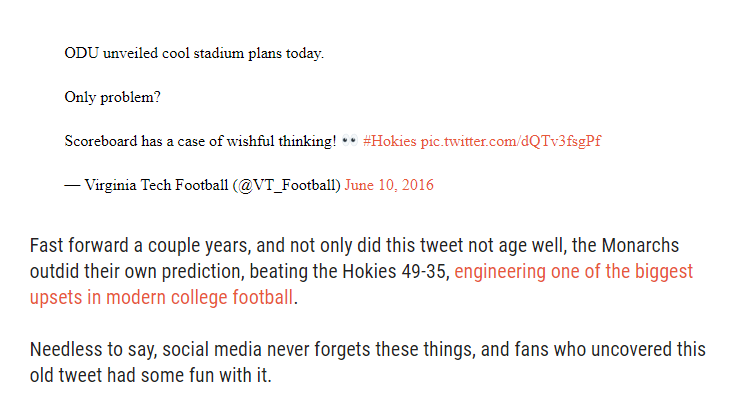 ODU unveiled cool stadium plans today.
Only problem?
Scoreboard has a case of wishful thinking! 👀 #Hokies pic.twitter.com/dQTv3fsgPf
— Virginia Tech Football (@VT_Football) June 10, 2016
Fast forward a couple years, and not only did this tweet not age well, the Monarchs
outdid their own prediction, beating the Hokies 49-35, engineering one of the biggest
upsets in modern college football.
Needless to say, social media never forgets these things, and fans who uncovered this
old tweet had some fun with it.